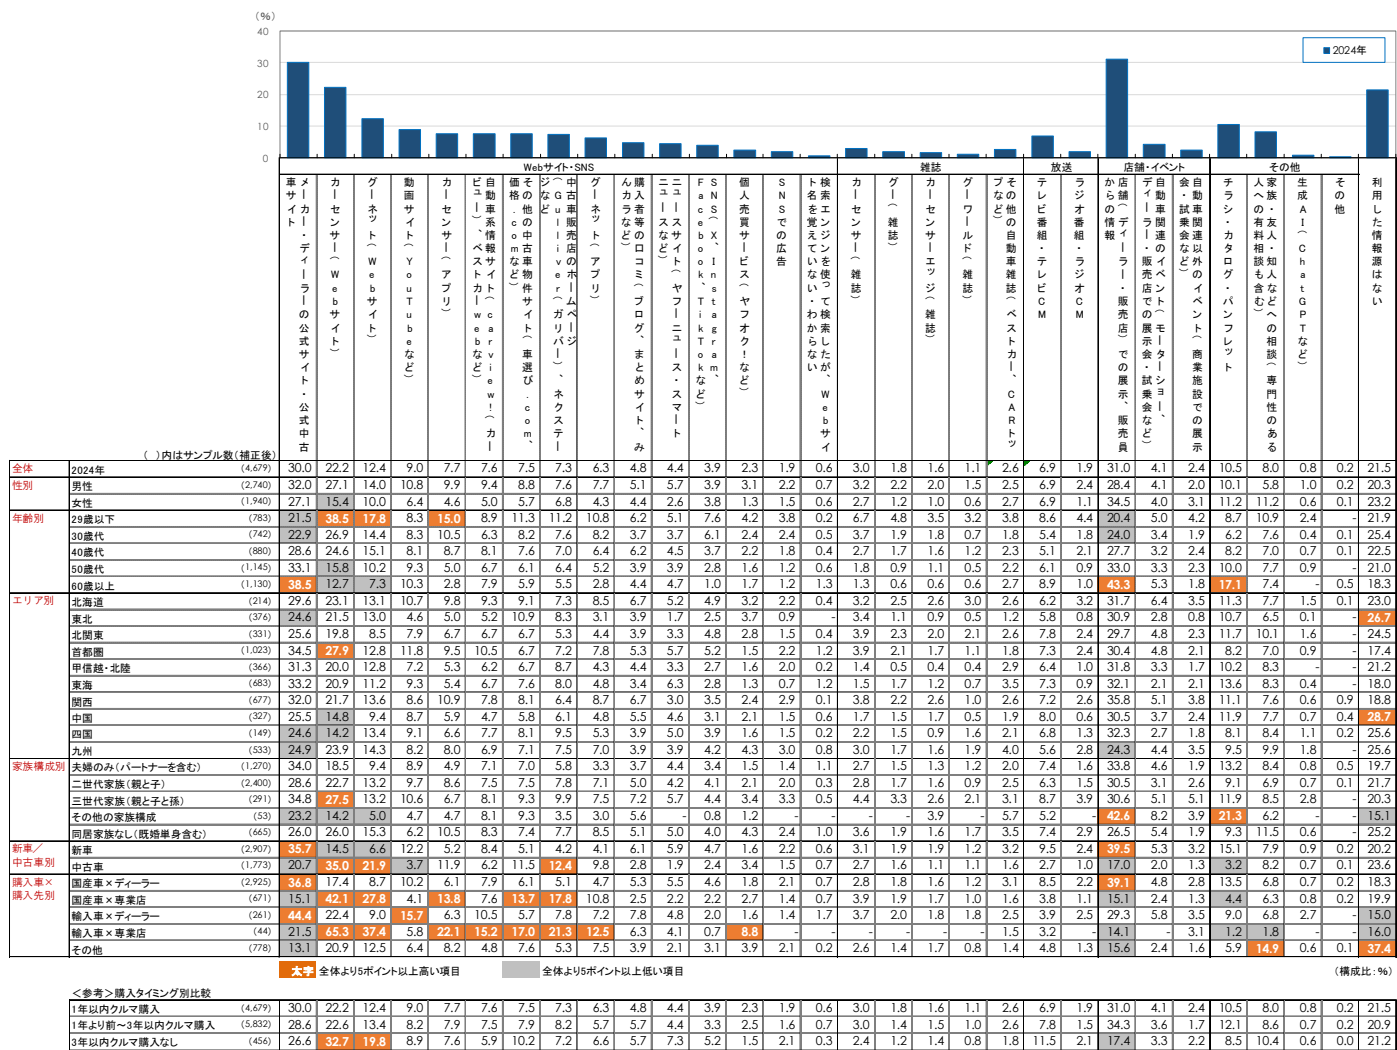 (%)
40
30
20
10
0
2024年
Webサイト・SNS 雑誌 放送 店舗・イベント その他
メーカー・ディーラーの公式サイト・公式中古車サイト
カーセンサー(Webサイト)
グーネット(Webサイト)
動画サイト(YouTubeなど)
カーセンサー(アプリ)
自動車系情報サイト(carview!(カービュー)、ベストカーwebなど)
その他の中古車物件サイト(車選び.com、価格.comなど)
中古車販売店のホームページ(Gulliver(ガリバー)、ネクステージなど
グーネット(アプリ)
購入者等の口コミ(ブログ、まとめサイト、みんカラなど)
ニュースサイト(ヤフーニュース・スマートニュースなど)
SNS(X、Instagram、Facebook、TikTokなど)
個人売買サービス(ヤフオク!など)
SNSでの広告
検索エンジンを使って検索したが、Webサイト名を覚えていない・わからない
カーセンサー(雑誌)
グー(雑誌)
カーセンサーエッジ(雑誌)
グーワールド(雑誌)
その他の自動車雑誌(ベストカー、CARトップなど)
テレビ番組・テレビCM
ラジオ番組・ラジオCM
店舗(ディーラー・販売店)での展示、販売員からの情報
自動車関連のイベント(モーターショー、ディーラー・販売店での展示会・試乗会など)
自動車関連以外のイベント(商業施設での展示会・試乗会など)
チラシ・カタログ・パンフレット
家族・友人・知人などへの相談(専門性のある人への有料相談も含む)
生成AI(ChatGPTなど)
その他
利用した情報源はない
( )内はサンプル数(補正後)
全体 2024年 (4,679) 30.0 22.2 12.4 9.0 7.7 7.6 7.5 7.3 6.3 4.8 4.4 3.9 2.3 1.9 0.6 3.0 1.8 1.6 1.1 2.6 6.9 1.9 31.0 4.1 2.4 10.5 8.0 0.8 0.2 21.5
性別 男性 (2,740) 32.0 27.1 14.0 10.8 9.9 9.4 8.8 7.6 7.7 5.1 5.7 3.9 3.1 2.2 0.7 3.2 2.2 2.0 1.5 2.5 6.9 2.4 28.4 4.1 2.0 10.1 5.8 1.0 0.2 20.3
女性 (1,940) 27.1 15.4 10.0 6.4 4.6 5.0 5.7 6.8 4.3 4.4 2.6 3.8 1.3 1.5 0.6 2.7 1.2 1.0 0.6 2.7 6.9 1.1 34.5 4.0 3.1 11.2 11.2 0.6 0.1 23.2
年齢別 29歳以下 (783) 21.5 38.5 17.8 8.3 15.0 8.9 11.3 11.2 10.8 6.2 5.1 7.6 4.2 3.8 0.2 6.7 4.8 3.5 3.2 3.8 8.6 4.4 20.4 5.0 4.2 8.7 10.9 2.4 - 21.9
30歳代 (742) 22.9 26.9 14.4 8.3 10.5 6.3 8.2 7.6 8.2 3.7 3.7 6.1 2.4 2.4 0.5 3.7 1.9 1.8 0.7 1.8 5.4 1.8 24.0 3.4 1.9 6.2 7.6 0.4 0.1 25.4
40歳代 (880) 28.6 24.6 15.1 8.1 8.7 8.1 7.6 7.0 6.4 6.2 4.5 3.7 2.2 1.8 0.4 2.7 1.7 1.6 1.2 2.3 5.1 2.1 27.7 3.2 2.4 8.2 7.0 0.7 0.1 22.5
50歳代 (1,145) 33.1 15.8 10.2 9.3 5.0 6.7 6.1 6.4 5.2 3.9 3.9 2.8 1.6 1.2 0.6 1.8 0.9 1.1 0.5 2.2 6.1 0.9 33.0 3.3 2.3 10.0 7.7 0.9 - 21.0
60歳以上 (1,130) 38.5 12.7 7.3 10.3 2.8 7.9 5.9 5.5 2.8 4.4 4.7 1.0 1.7 1.2 1.3 1.3 0.6 0.6 0.6 2.7 8.9 1.0 43.3 5.3 1.8 17.1 7.4 - 0.5 18.3
エリア別 北海道 (214) 29.6 23.1 13.1 10.7 9.8 9.3 9.1 7.3 8.5 6.7 5.2 4.9 3.2 2.2 0.4 3.2 2.5 2.6 3.0 2.6 6.2 3.2 31.7 6.4 3.5 11.3 7.7 1.5 0.1 23.0
東北 (376) 24.6 21.5 13.0 4.6 5.0 5.2 10.9 8.3 3.1 3.9 1.7 2.5 3.7 0.9 - 3.4 1.1 0.9 0.5 1.2 5.8 0.8 30.9 2.8 0.8 10.7 6.5 0.1 - 26.7
北関東 (331) 25.6 19.8 8.5 7.9 6.7 6.7 6.7 5.3 4.4 3.9 3.3 4.8 2.8 1.5 0.4 3.9 2.3 2.0 2.1 2.6 7.8 2.4 29.7 4.8 2.3 11.7 10.1 1.6 - 24.5
首都圏 (1,023) 34.5 27.9 12.8 11.8 9.5 10.5 6.7 7.2 7.8 5.3 5.7 5.2 1.5 2.2 1.2 3.9 2.1 1.7 1.1 1.8 7.3 2.4 30.4 4.8 2.1 8.2 7.0 0.9 - 17.4
甲信越・北陸 (366) 31.3 20.0 12.8 7.2 5.3 6.2 6.7 8.7 4.3 4.4 3.3 2.7 1.6 2.0 0.2 1.4 0.5 0.4 0.4 2.9 6.4 1.0 31.8 3.3 1.7 10.2 8.3 - - 21.2
東海 (683) 33.2 20.9 11.2 9.3 5.4 6.7 7.6 8.0 4.8 3.4 6.3 2.8 1.3 0.7 1.2 1.5 1.7 1.2 0.7 3.5 7.3 0.9 32.1 2.1 2.1 13.6 8.3 0.4 - 18.0
関西 (677) 32.0 21.7 13.6 8.6 10.9 7.8 8.1 6.4 8.7 6.7 3.0 3.5 2.4 2.9 0.1 3.8 2.2 2.6 1.0 2.6 7.2 2.6 35.8 5.1 3.8 11.1 7.6 0.6 0.9 18.8
中国 (327) 25.5 14.8 9.4 8.7 5.9 4.7 5.8 6.1 4.8 5.5 4.6 3.1 2.1 1.5 0.6 1.7 1.5 1.7 0.5 1.9 8.0 0.6 30.5 3.7 2.4 11.9 7.7 0.7 0.4 28.7
四国 (149) 24.6 14.2 13.4 9.1 6.6 7.7 8.1 9.5 5.3 3.9 5.0 3.9 1.6 1.5 0.2 2.2 1.5 0.9 1.6 2.1 6.8 1.3 32.3 2.7 1.8 8.1 8.4 1.1 0.2 25.6
九州 (533) 24.9 23.9 14.3 8.2 8.0 6.9 7.1 7.5 7.0 3.9 3.9 4.2 4.3 3.0 0.8 3.0 1.7 1.6 1.9 4.0 5.6 2.8 24.3 4.4 3.5 9.5 9.9 1.8 - 25.6
家族構成別 夫婦のみ(パートナーを含む) (1,270) 34.0 18.5 9.4 8.9 4.9 7.1 7.0 5.8 3.3 3.7 4.4 3.4 1.5 1.4 1.1 2.7 1.5 1.3 1.2 2.0 7.4 1.6 33.8 4.6 1.9 13.2 8.4 0.8 0.5 19.7
二世代家族(親と子) (2,400) 28.6 22.7 13.2 9.7 8.6 7.5 7.5 7.8 7.1 5.0 4.2 4.1 2.1 2.0 0.3 2.8 1.7 1.6 0.9 2.5 6.3 1.5 30.5 3.1 2.6 9.1 6.9 0.7 0.1 21.7
三世代家族(親と子と孫) (291) 34.8 27.5 13.2 10.6 6.7 8.1 9.3 9.9 7.5 7.2 5.7 4.4 3.4 3.3 0.5 4.4 3.3 2.6 2.1 3.1 8.7 3.9 30.6 5.1 5.1 11.9 8.5 2.8 - 20.3
その他の家族構成 (53) 23.2 14.2 5.0 4.7 4.7 8.1 9.3 3.5 3.0 5.6 - 0.8 1.2 - - - - 3.9 - 5.7 5.2 - 42.6 8.2 3.9 21.3 6.2 - - 15.1
同居家族なし(既婚単身含む) (665) 26.0 26.0 15.3 6.2 10.5 8.3 7.4 7.7 8.5 5.1 5.0 4.0 4.3 2.4 1.0 3.6 1.9 1.6 1.7 3.5 7.4 2.9 26.5 5.4 1.9 9.3 11.5 0.6 - 25.2
新車/中古車別 新車 (2,907) 35.7 14.5 6.6 12.2 5.2 8.4 5.1 4.2 4.1 6.1 5.9 4.7 1.6 2.1 0.6 3.1 1.9 1.6 1.2 3.2 9.5 2.4 39.5 5.3 3.2 15.1 7.9 0.9 0.2 20.2
中古車 (1,773) 20.7 35.0 21.9 3.7 11.9 6.2 11.5 12.4 9.8 2.8 1.9 2.4 3.4 1.5 0.7 2.7 1.6 1.1 1.1 1.6 2.7 1.0 17.0 2.0 1.3 3.2 8.2 0.7 0.1 23.6
購入車×購入先別 国産車×ディーラー (2,925) 36.8 17.4 8.7 10.2 6.1 7.9 6.1 5.1 4.7 5.3 5.5 4.6 1.8 2.1 0.7 2.8 1.8 1.6 1.2 3.1 8.5 2.2 39.1 4.8 2.8 13.5 6.8 0.7 0.2 18.3
国産車×専業店 (671) 15.1 42.1 27.8 4.1 13.8 7.6 13.7 17.8 10.8 2.5 2.2 2.2 2.7 1.4 0.7 3.9 1.9 1.7 1.0 1.6 3.8 1.1 15.1 2.4 1.3 4.4 6.3 0.8 0.2 19.9
輸入車×ディーラー (261) 44.4 22.4 9.0 15.7 6.3 10.5 5.7 7.8 7.2 7.8 4.8 2.0 1.6 1.4 1.7 3.7 2.0 1.8 1.8 2.5 3.9 2.5 29.3 5.8 3.5 9.0 6.8 2.7 - 15.0
輸入車×専業店 (44) 21.5 65.3 37.4 5.8 22.1 15.2 17.0 21.3 12.5 6.3 4.1 0.7 8.8 - - - - - - 1.5 3.2 - 14.1 - 3.1 1.2 1.8 - - 16.0
その他 (778) 13.1 20.9 12.5 6.4 8.2 4.8 7.6 5.3 7.5 3.9 2.1 3.1 3.9 2.1 0.2 2.6 1.4 1.7 0.8 1.4 4.8 1.3 15.6 2.4 1.6 5.9 14.9 0.6 0.1 37.4
太字 全体より5ポイント以上高い項目 全体より5ポイント以上低い項目 (構成比:%)
<参考>購入タイミング別比較
1年以内クルマ購入 (4,679) 30.0 22.2 12.4 9.0 7.7 7.6 7.5 7.3 6.3 4.8 4.4 3.9 2.3 1.9 0.6 3.0 1.8 1.6 1.1 2.6 6.9 1.9 31.0 4.1 2.4 10.5 8.0 0.8 0.2 21.5
1年より前~3年以内クルマ購入 (5,832) 28.6 22.6 13.4 8.2 7.9 7.5 7.9 8.2 5.7 5.7 4.4 3.3 2.5 1.6 0.7 3.0 1.4 1.5 1.0 2.6 7.8 1.5 34.3 3.6 1.7 12.1 8.6 0.7 0.2 20.9
3年以内クルマ購入なし (456) 26.6 32.7 19.8 8.9 7.6 5.9 10.2 7.2 6.6 5.7 7.3 5.2 1.5 2.1 0.3 2.4 1.2 1.4 0.8 1.8 11.5 2.1 17.4 3.3 2.2 8.5 10.4 0.6 0.0 21.2